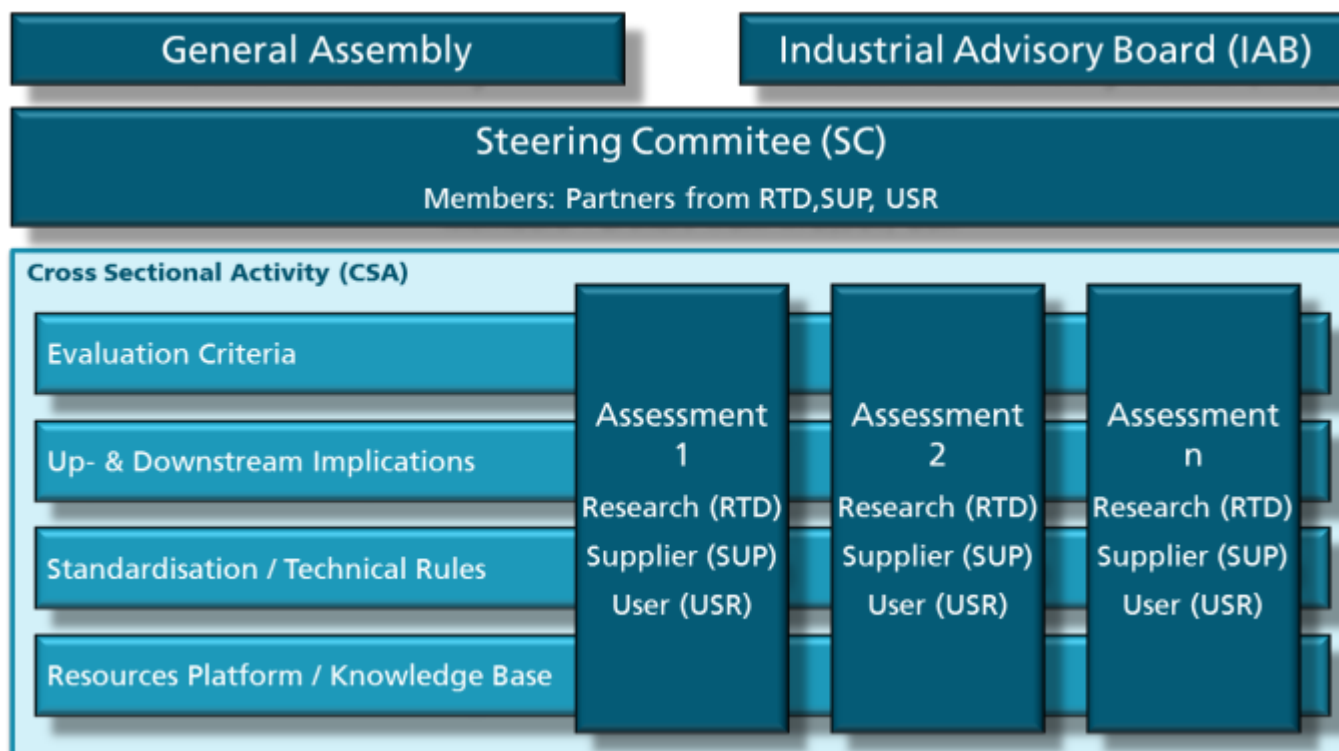 General Assembly
Industrial Advisory Board (IAB)
Steering Commitee (SC)
Members: Partners from RTD,SUP, USR
Cross Sectional Activity (CSA)
Evaluation Criteria
Up- & Downstream Implications
Standardisation / Technical Rules
Resources Platform / Knowledge Base
Assessment
1
Research (RTD)
Supplier (SUP)
User (USR)
Assessment
2
Research (RTD)
Supplier (SUP)
User (USR)
Assessment
n
Research (RTD)
Supplier (SUP)
User (USR)